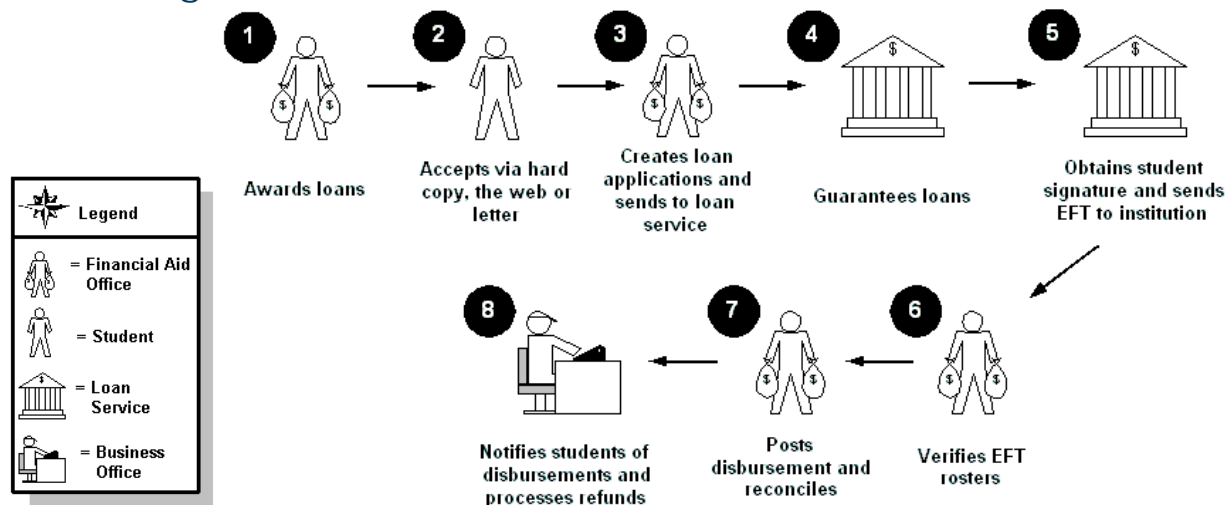 1
2
3
4
5
$
$
$
$
$
$
Awards loans
Accepts via hard
copy, the web or
letter
Creates loan
applications and
sends to loan
service
Guarantees loans
Obtains student
signature and sends
EFT to institution
Legend
= Financial Aid
Office
= Student
$
= Loan
Service
= Business
Office
8
7
6
$
$
$
$
Notifies students of
disbursements and
processes refunds
Posts
disbursement and
reconciles
Verifies EFT
rosters